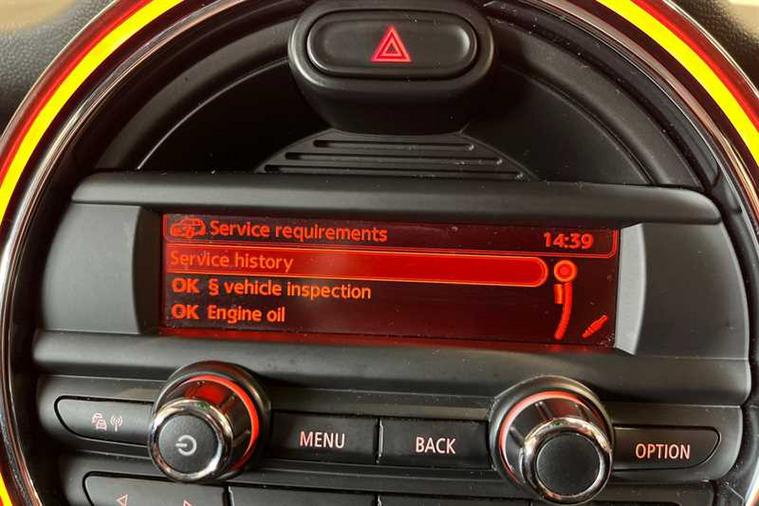 Service requirements 14:39
Service history
OK § vehicle inspection
OK Engine oil
MENU BACK OPTION